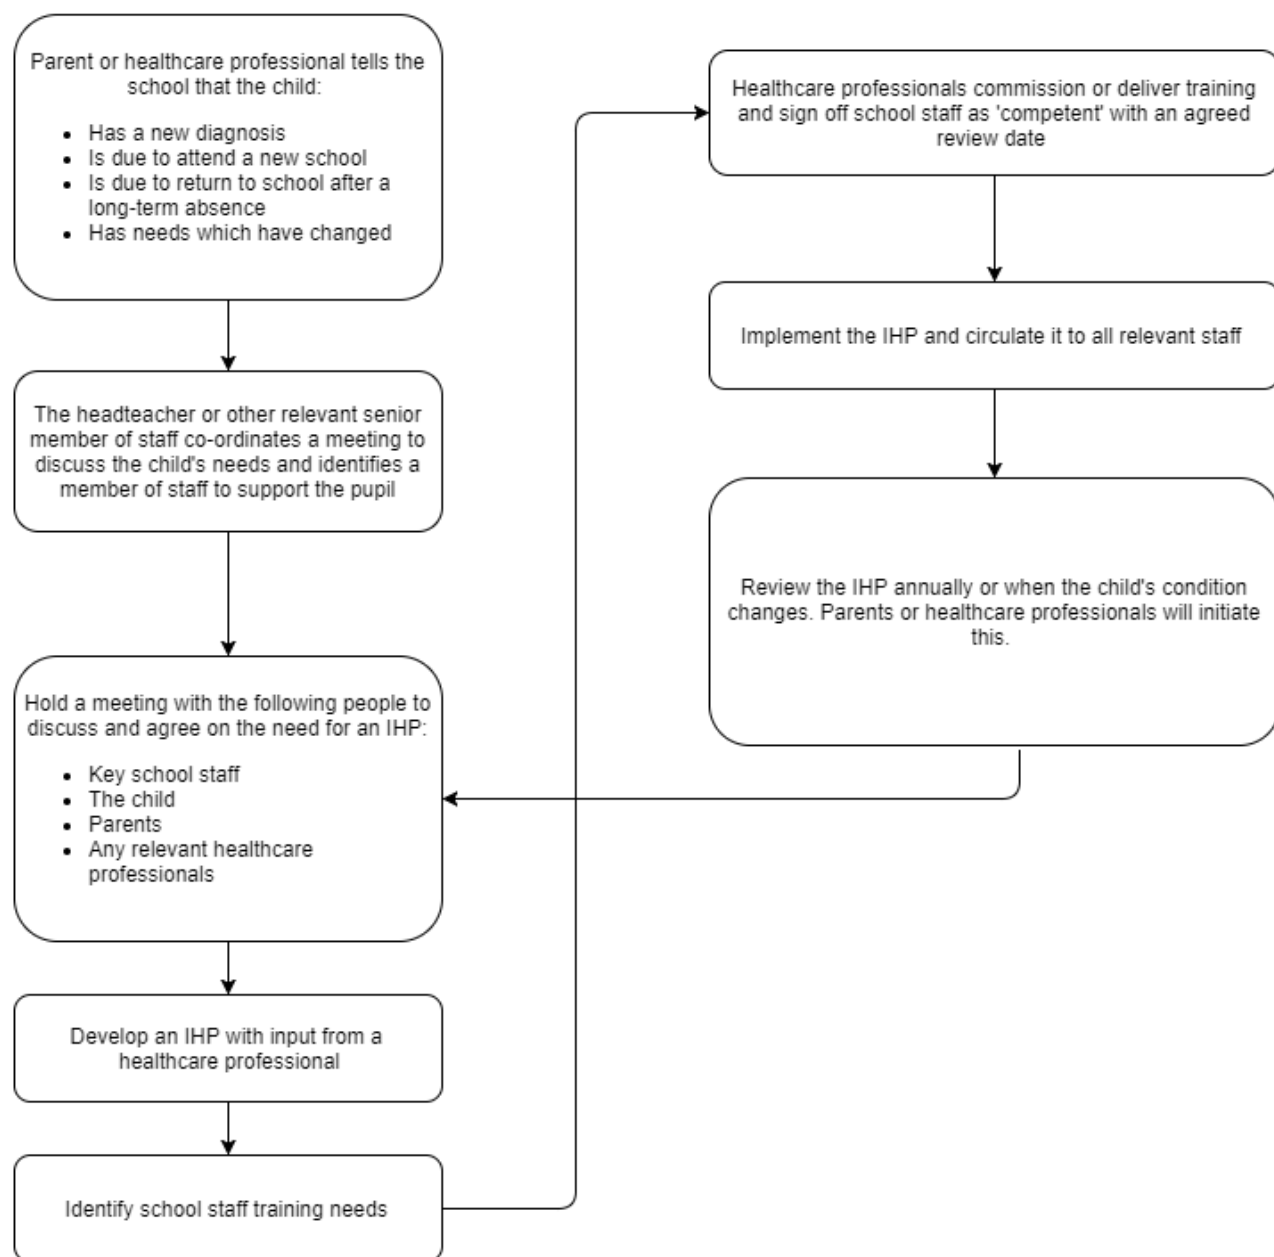 Parent or healthcare professional tells the
school that the child:
• Has a new diagnosis
• Is due to attend a new school
• Is due to return to school after a
long-term absence
• Has needs which have changed
The headteacher or other relevant senior
member of staff co-ordinates a meeting to
discuss the child's needs and identifies a
member of staff to support the pupil
Hold a meeting with the following people to
discuss and agree on the need for an IHP:
• Key school staff
• The child
• Parents
• Any relevant healthcare
professionals
Develop an IHP with input from a
healthcare professional
Identify school staff training needs
Healthcare professionals commission or deliver training
and sign off school staff as 'competent' with an agreed
review date
Implement the IHP and circulate it to all relevant staff
Review the IHP annually or when the child's condition
changes. Parents or healthcare professionals will initiate
this.